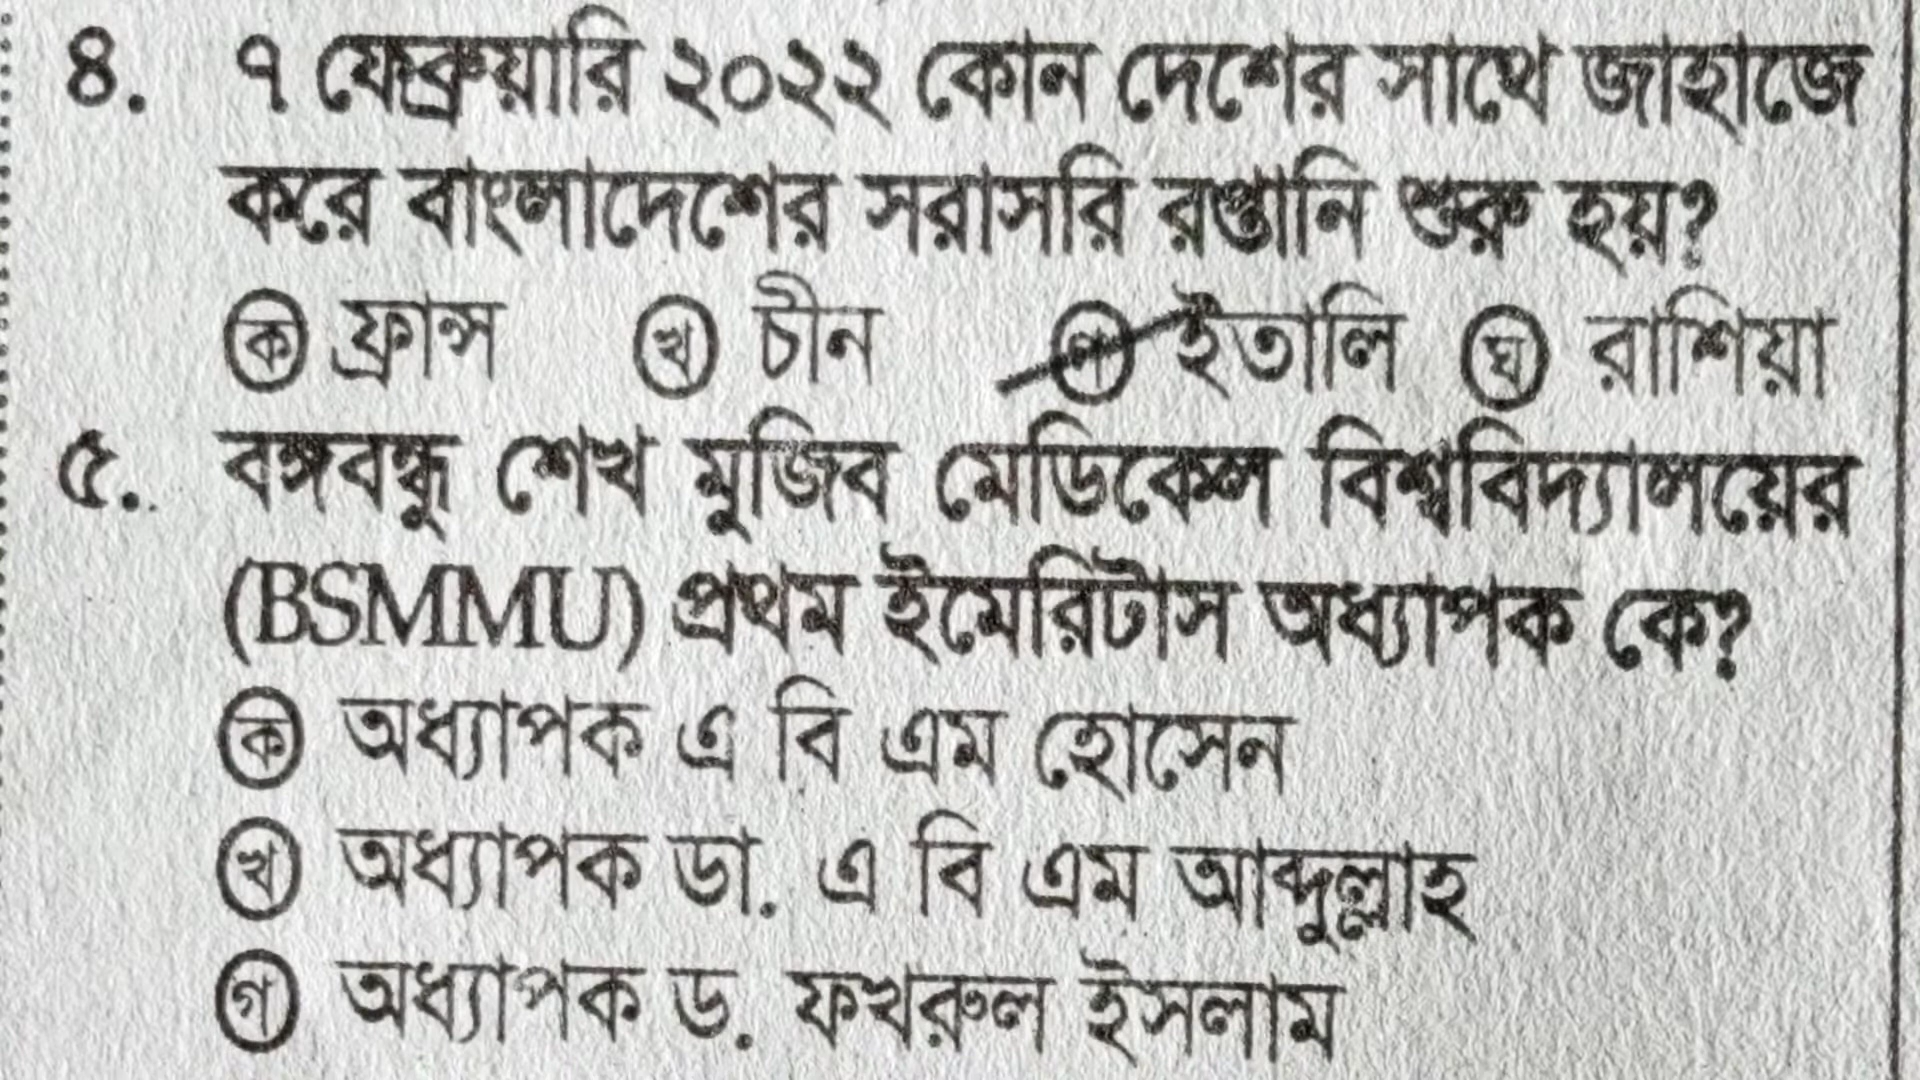 ৪. ৭ ফেব্রুয়ারি ২০২২ কোন দেশের সাথে জাহাজে
করে বাংলাদেশের সরাসরি রপ্তানি শুরু হয়?
ক ফ্রান্স খ চীন গ ইতালি ঘ রাশিয়া
৫. বঙ্গবন্ধু শেখ মুজিব মেডিকেল বিশ্ববিদ্যালয়ের
(BSMMU) প্রথম ইমেরিটাস অধ্যাপক কে?
ক অধ্যাপক এ বি এম হোসেন
খ অধ্যাপক ডা. এ বি এম আব্দুল্লাহ
গ অধ্যাপক ড. ফখরুল ইসলাম